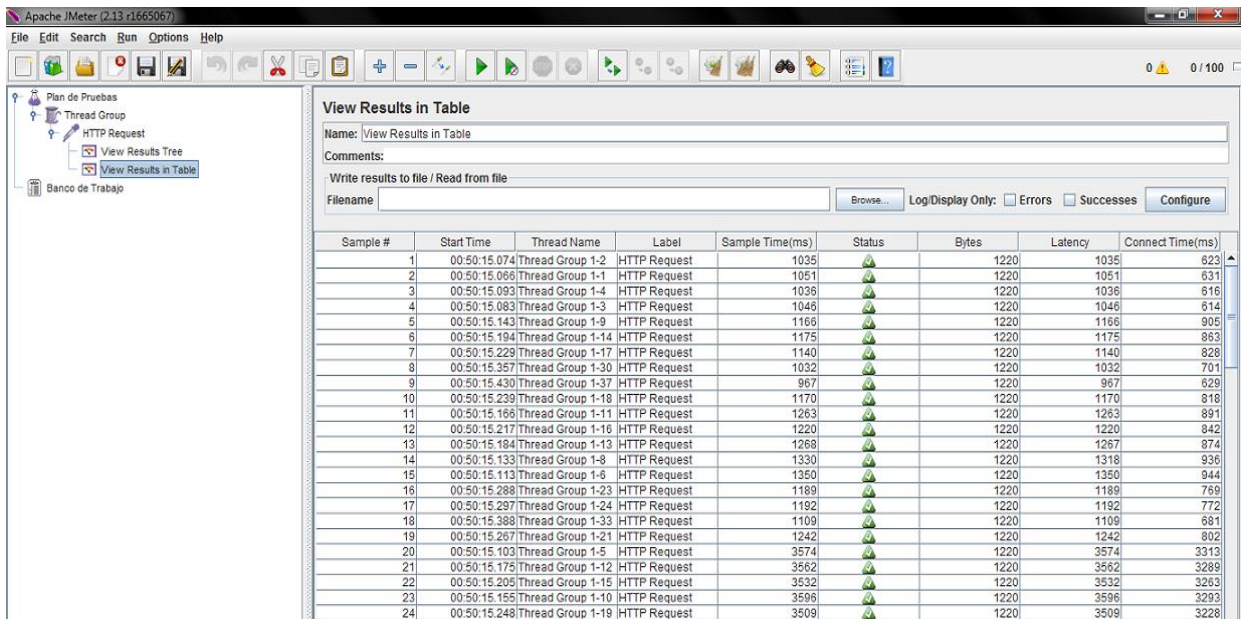 Apache JMeter (2.13 r1665067)
File Edit Search Run Options Help
0 0 / 100
Plan de Pruebas
Thread Group
HTTP Request
View Results Tree
View Results in Table
Banco de Trabajo
View Results in Table
Name: View Results in Table
Comments:
Write results to file / Read from file
Filename Browse... Log/Display Only: Errors Successes Configure
Sample # Start Time Thread Name Label Sample Time(ms) Status Bytes Latency Connect Time(ms)
1 00:50:15.074 Thread Group 1-2 HTTP Request 1035 1220 1035 623
2 00:50:15.066 Thread Group 1-1 HTTP Request 1051 1220 1051 631
3 00:50:15.093 Thread Group 1-4 HTTP Request 1036 1220 1036 616
4 00:50:15.083 Thread Group 1-3 HTTP Request 1046 1220 1046 614
5 00:50:15.143 Thread Group 1-9 HTTP Request 1166 1220 1166 905
6 00:50:15.194 Thread Group 1-14 HTTP Request 1175 1220 1175 863
7 00:50:15.229 Thread Group 1-17 HTTP Request 1140 1220 1140 828
8 00:50:15.357 Thread Group 1-30 HTTP Request 1032 1220 1032 701
9 00:50:15.430 Thread Group 1-37 HTTP Request 967 1220 967 629
10 00:50:15.239 Thread Group 1-18 HTTP Request 1170 1220 1170 818
11 00:50:15.166 Thread Group 1-11 HTTP Request 1263 1220 1263 891
12 00:50:15.217 Thread Group 1-16 HTTP Request 1220 1220 1220 842
13 00:50:15.184 Thread Group 1-13 HTTP Request 1268 1220 1267 874
14 00:50:15.133 Thread Group 1-8 HTTP Request 1330 1220 1318 936
15 00:50:15.113 Thread Group 1-6 HTTP Request 1350 1220 1350 944
16 00:50:15.288 Thread Group 1-23 HTTP Request 1189 1220 1189 769
17 00:50:15.297 Thread Group 1-24 HTTP Request 1192 1220 1192 772
18 00:50:15.388 Thread Group 1-33 HTTP Request 1109 1220 1109 681
19 00:50:15.267 Thread Group 1-21 HTTP Request 1242 1220 1242 802
20 00:50:15.103 Thread Group 1-5 HTTP Request 3574 1220 3574 3313
21 00:50:15.175 Thread Group 1-12 HTTP Request 3562 1220 3562 3289
22 00:50:15.205 Thread Group 1-15 HTTP Request 3532 1220 3532 3263
23 00:50:15.155 Thread Group 1-10 HTTP Request 3596 1220 3596 3293
24 00:50:15.248 Thread Group 1-19 HTTP Request 3509 1220 3509 3228